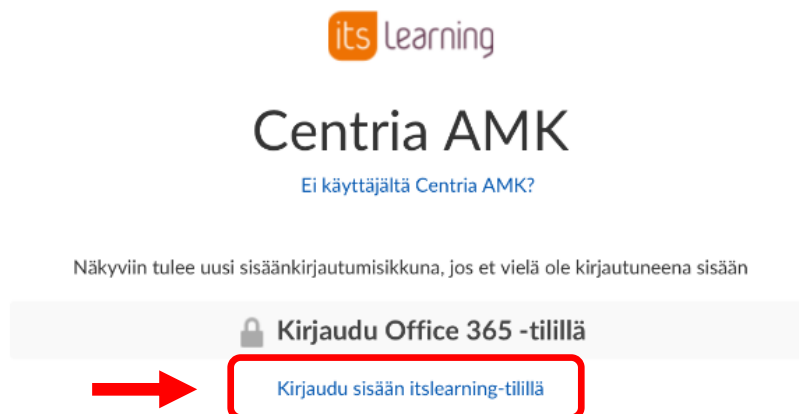 its learning
Centria AMK
Ei käyttäjältä Centria AMK?
Näkyviin tulee uusi sisäänkirjautumisikkuna, jos et vielä ole kirjautuneena sisään
Kirjaudu Office 365 -tilillä
Kirjaudu sisään itslearning-tilillä